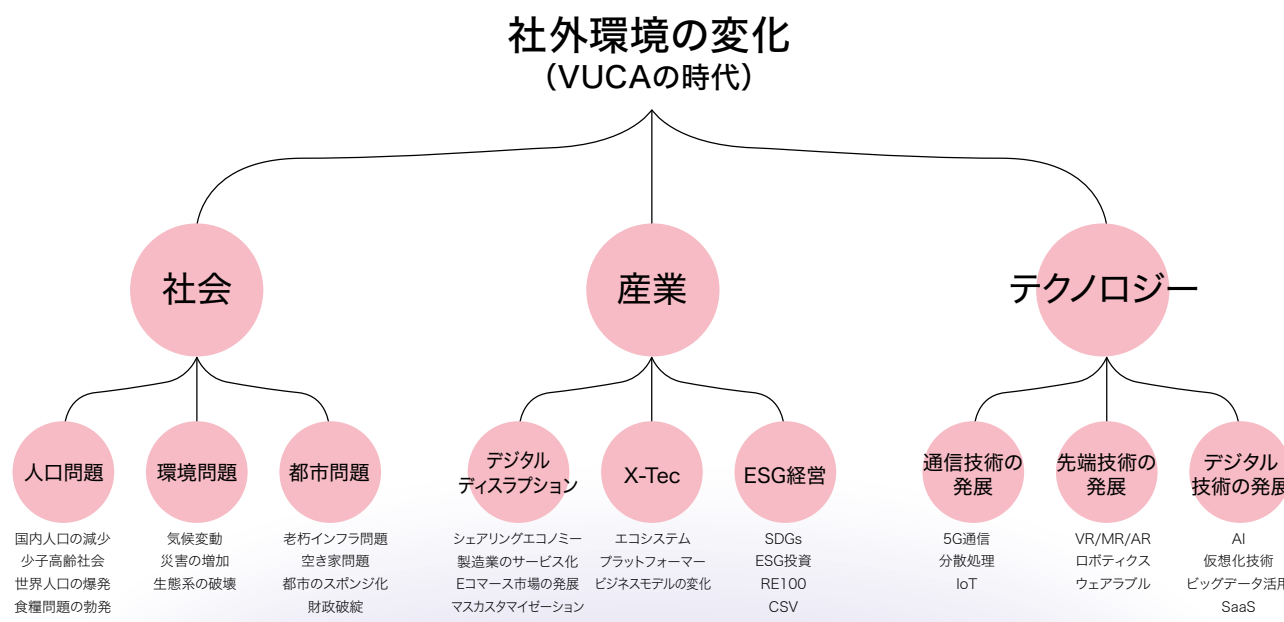 社外環境の変化
（VUCAの時代）
社会
産業
テクノロジー
人口問題
環境問題
都市問題
デジタル
ディスラプション
X-Tec
ESG経営
通信技術の
発展
先端技術の
発展
デジタル
技術の発展
国内人口の減少
少子高齢社会
世界人口の爆発
食糧問題の勃発
気候変動
災害の増加
生態系の破壊
老朽インフラ問題
空き家問題
都市のスポンジ化
財政破綻
シェアリングエコノミー
製造業のサービス化
Eコマース市場の発展
マスカスタマイゼーション
エコシステム
プラットフォーマー
ビジネスモデルの変化
SDGs
ESG投資
RE100
CSV
5G通信
分散処理
IoT
VR/MR/AR
ロボティクス
ウェアラブル
AI
仮想化技術
ビッグデータ活用
SaaS